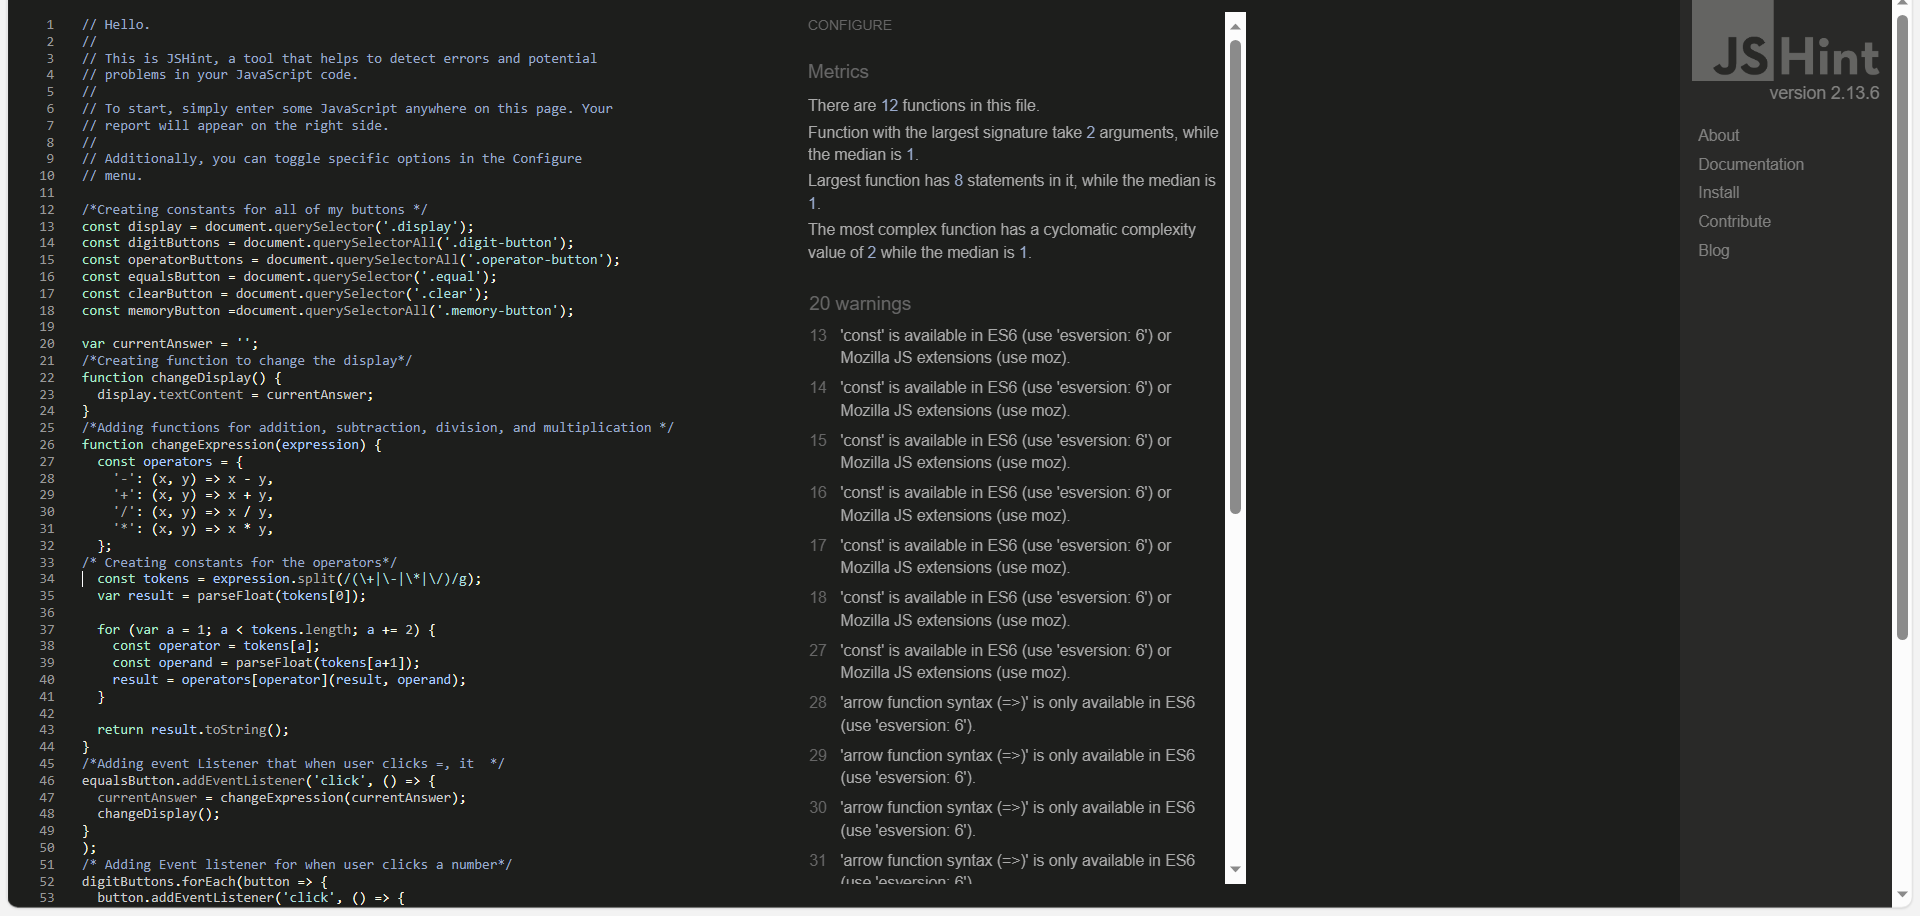 1 // Hello.
2 //
3 // This is JSHint, a tool that helps to detect errors and potential
4 // problems in your JavaScript code.
5 //
6 // To start, simply enter some JavaScript anywhere on this page. Your
7 // report will appear on the right side.
8 //
9 // Additionally, you can toggle specific options in the Configure
10 // menu.
11
12 /*Creating constants for all of my buttons */
13 const display = document.querySelector('.display');
14 const digitButtons = document.querySelectorAll('.digit-button');
15 const operatorButtons = document.querySelectorAll('.operator-button');
16 const equalsButton = document.querySelector('.equal');
17 const clearButton = document.querySelector('.clear');
18 const memoryButton =document.querySelectorAll('.memory-button');
19
20 var currentAnswer = '';
21 /*Creating function to change the display*/
22 function changeDisplay() {
23   display.textContent = currentAnswer;
24 }
25 /*Adding functions for addition, subtraction, division, and multiplication */
26 function changeExpression(expression) {
27   const operators = {
28     '-': (x, y) => x - y,
29     '+': (x, y) => x + y,
30     '/': (x, y) => x / y,
31     '*': (x, y) => x * y,
32   };
33 /* Creating constants for the operators*/
34   const tokens = expression.split(/(\+|\-|\*|\/)/g);
35   var result = parseFloat(tokens[0]);
36
37   for (var a = 1; a < tokens.length; a += 2) {
38     const operator = tokens[a];
39     const operand = parseFloat(tokens[a+1]);
40     result = operators[operator](result, operand);
41   }
42
43   return result.toString();
44 }
45 /*Adding event Listener that when user clicks =, it  */
46 equalsButton.addEventListener('click', () => {
47   currentAnswer = changeExpression(currentAnswer);
48   changeDisplay();
49 }
50 );
51 /* Adding Event listener for when user clicks a number*/
52 digitButtons.forEach(button => {
53   button.addEventListener('click', () => {
CONFIGURE
Metrics
There are 12 functions in this file.
Function with the largest signature take 2 arguments, while
the median is 1.
Largest function has 8 statements in it, while the median is
1.
The most complex function has a cyclomatic complexity
value of 2 while the median is 1.
20 warnings
13 'const' is available in ES6 (use 'esversion: 6') or
Mozilla JS extensions (use moz).
14 'const' is available in ES6 (use 'esversion: 6') or
Mozilla JS extensions (use moz).
15 'const' is available in ES6 (use 'esversion: 6') or
Mozilla JS extensions (use moz).
16 'const' is available in ES6 (use 'esversion: 6') or
Mozilla JS extensions (use moz).
17 'const' is available in ES6 (use 'esversion: 6') or
Mozilla JS extensions (use moz).
18 'const' is available in ES6 (use 'esversion: 6') or
Mozilla JS extensions (use moz).
27 'const' is available in ES6 (use 'esversion: 6') or
Mozilla JS extensions (use moz).
28 'arrow function syntax (=>)' is only available in ES6
(use 'esversion: 6').
29 'arrow function syntax (=>)' is only available in ES6
(use 'esversion: 6').
30 'arrow function syntax (=>)' is only available in ES6
(use 'esversion: 6').
31 'arrow function syntax (=>)' is only available in ES6
(use 'esversion: 6').
JSHint
version 2.13.6
About
Documentation
Install
Contribute
Blog